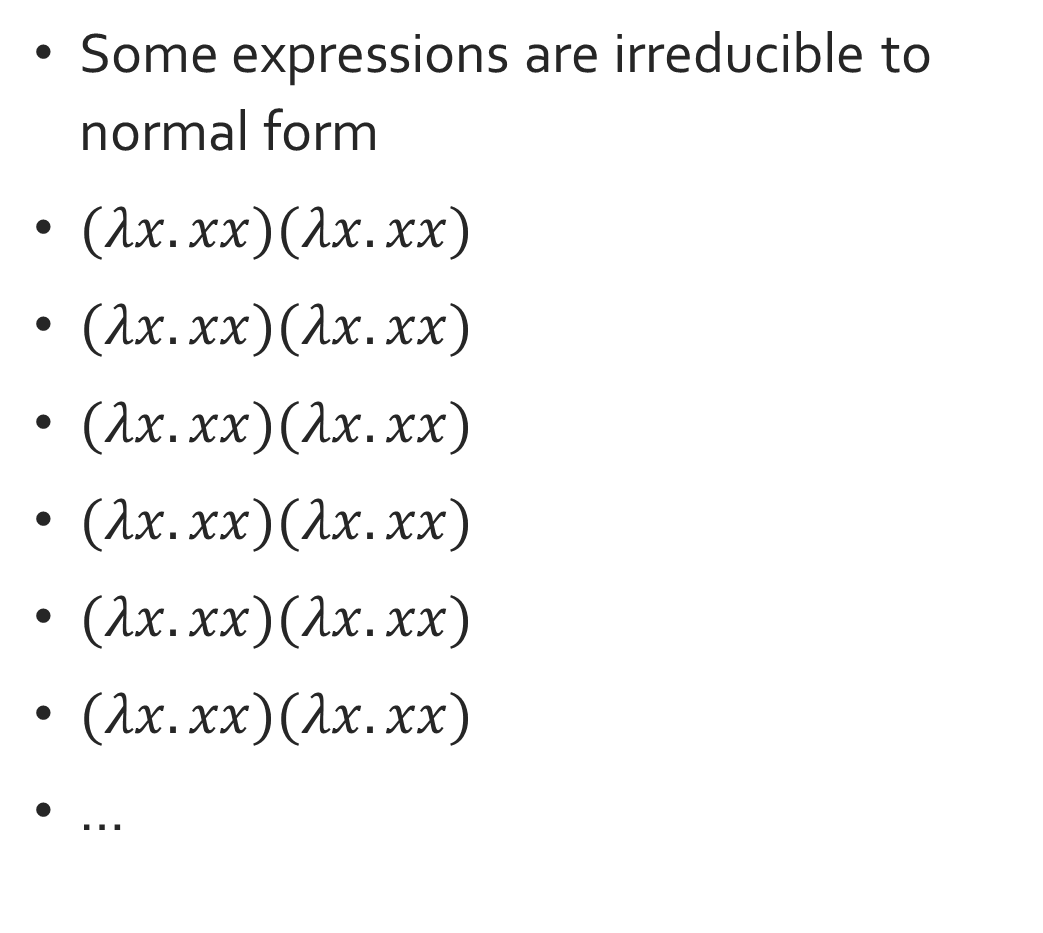 • Some expressions are irreducible to
normal form
• (λx. xx)(λx. xx)
• (λx. xx)(λx. xx)
• (λx. xx)(λx. xx)
• (λx. xx)(λx. xx)
• (λx. xx)(λx. xx)
• (λx. xx)(λx. xx)
• ...